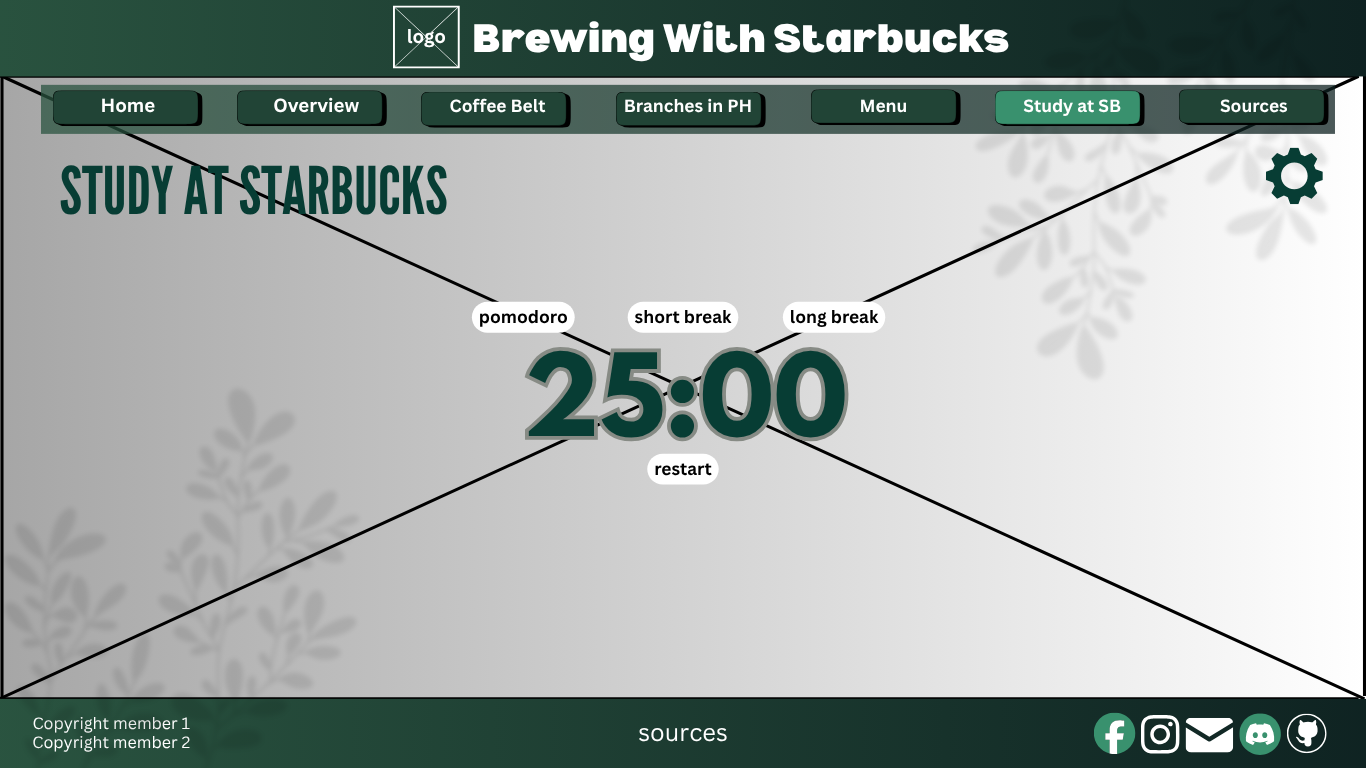 logo
Brewing With Starbucks
Home
Overview
Coffee Belt
Branches in PH
Menu
Study at SB
Sources
STUDY AT STARBUCKS
pomodoro
short break
long break
25:00
restart
Copyright member 1
Copyright member 2
sources